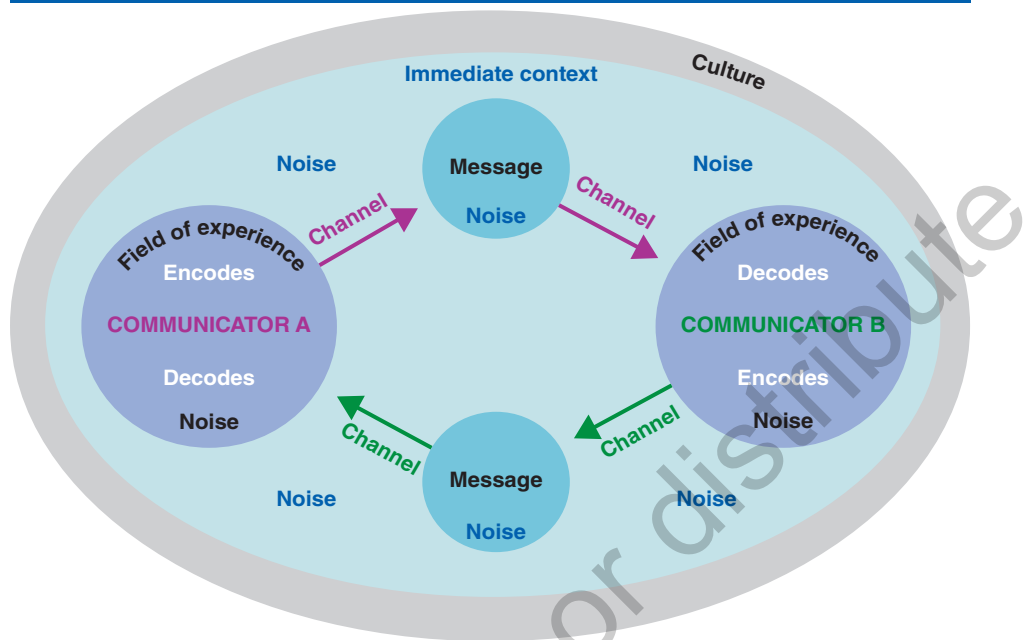 Culture
Immediate context
Noise
Noise
Message
Noise
Channel
Channel
Field of experience
Encodes
COMMUNICATOR A
Decodes
Noise
Field of experience
Decodes
COMMUNICATOR B
Encodes
Noise
Channel
Channel
Message
Noise
Noise
Noise
or distribute